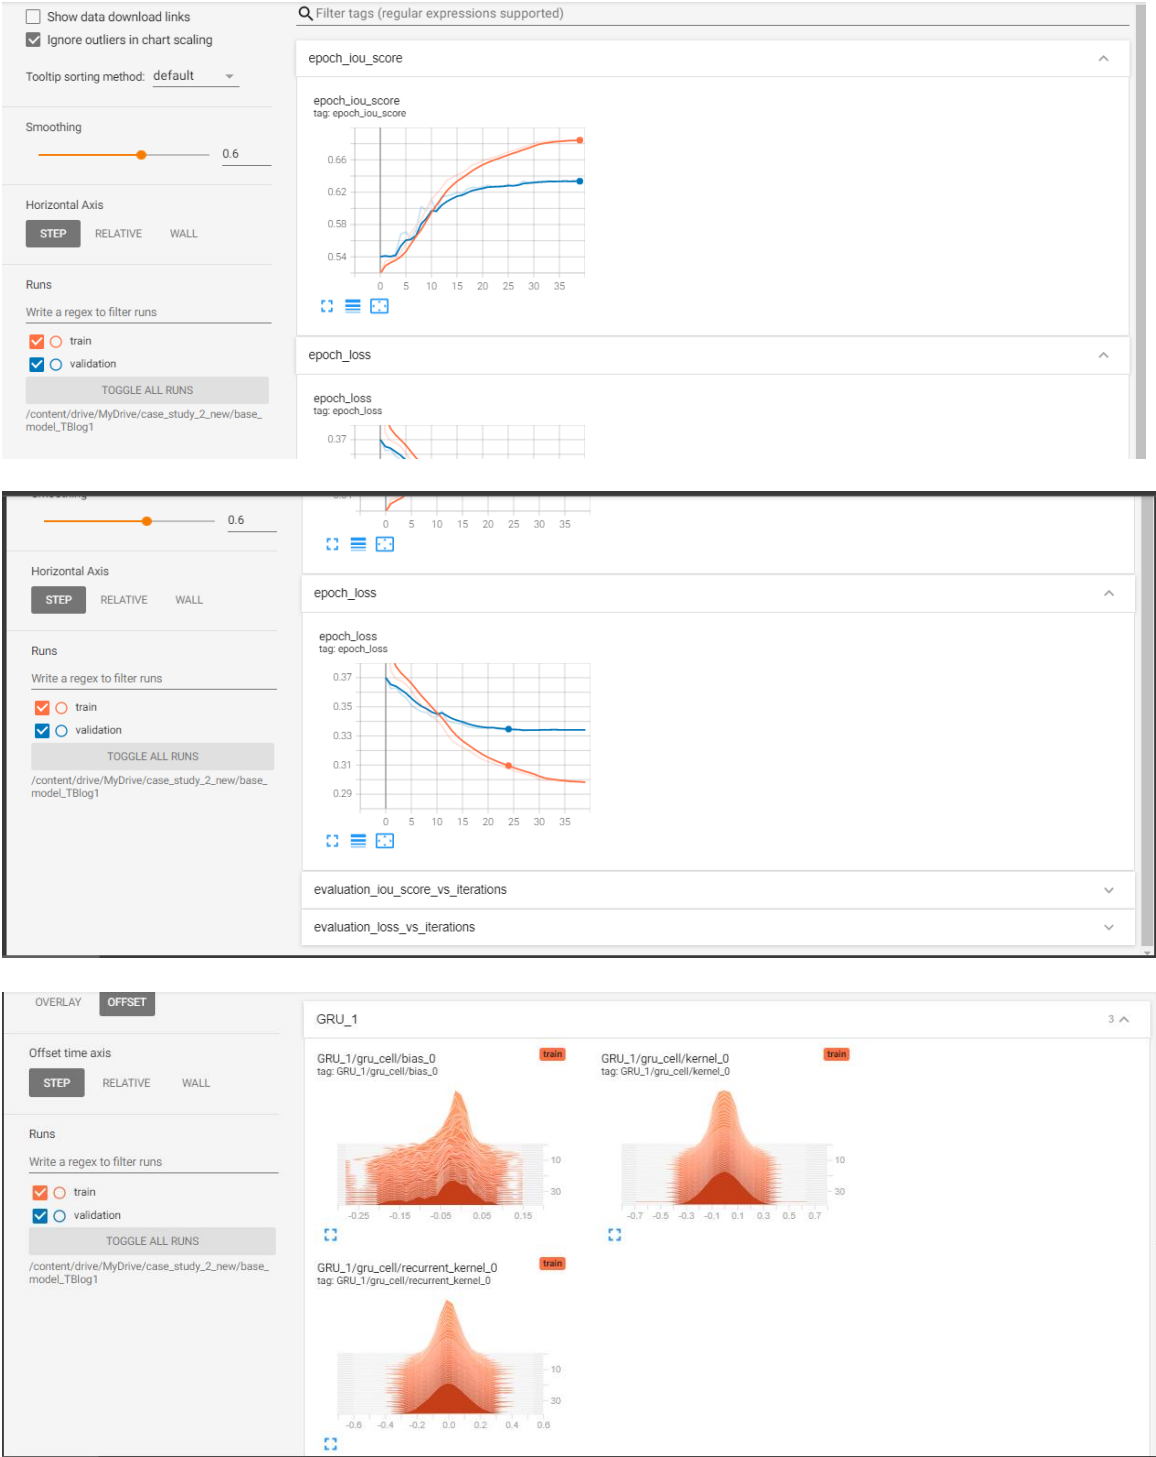 Show data download links
Ignore outliers in chart scaling
Tooltip sorting method: default
Smoothing
0.6
Horizontal Axis
STEP RELATIVE WALL
Runs
Write a regex to filter runs
train
validation
TOGGLE ALL RUNS
/content/drive/MyDrive/case_study_2_new/base_
model_TBlog1
Filter tags (regular expressions supported)
epoch_iou_score
epoch_iou_score
tag: epoch_iou_score
0.66
0.62
0.58
0.54
0 5 10 15 20 25 30 35
epoch_loss
epoch_loss
tag: epoch_loss
0.37
0.6
Horizontal Axis
STEP RELATIVE WALL
Runs
Write a regex to filter runs
train
validation
TOGGLE ALL RUNS
/content/drive/MyDrive/case_study_2_new/base_
model_TBlog1
0 5 10 15 20 25 30 35
epoch_loss
epoch_loss
tag: epoch_loss
0.37
0.35
0.33
0.31
0.29
0 5 10 15 20 25 30 35
evaluation_iou_score_vs_iterations
evaluation_loss_vs_iterations
OVERLAY OFFSET
Offset time axis
STEP RELATIVE WALL
Runs
Write a regex to filter runs
train
validation
TOGGLE ALL RUNS
/content/drive/MyDrive/case_study_2_new/base_
model_TBlog1
GRU_1 3
GRU_1/gru_cell/bias_0 train
tag: GRU_1/gru_cell/bias_0
10
30
-0.25 -0.15 -0.05 0.05 0.15
GRU_1/gru_cell/kernel_0 train
tag: GRU_1/gru_cell/kernel_0
10
30
-0.7 -0.5 -0.3 -0.1 0.1 0.3 0.5 0.7
GRU_1/gru_cell/recurrent_kernel_0 train
tag: GRU_1/gru_cell/recurrent_kernel_0
10
30
-0.6 -0.4 -0.2 0.0 0.2 0.4 0.6